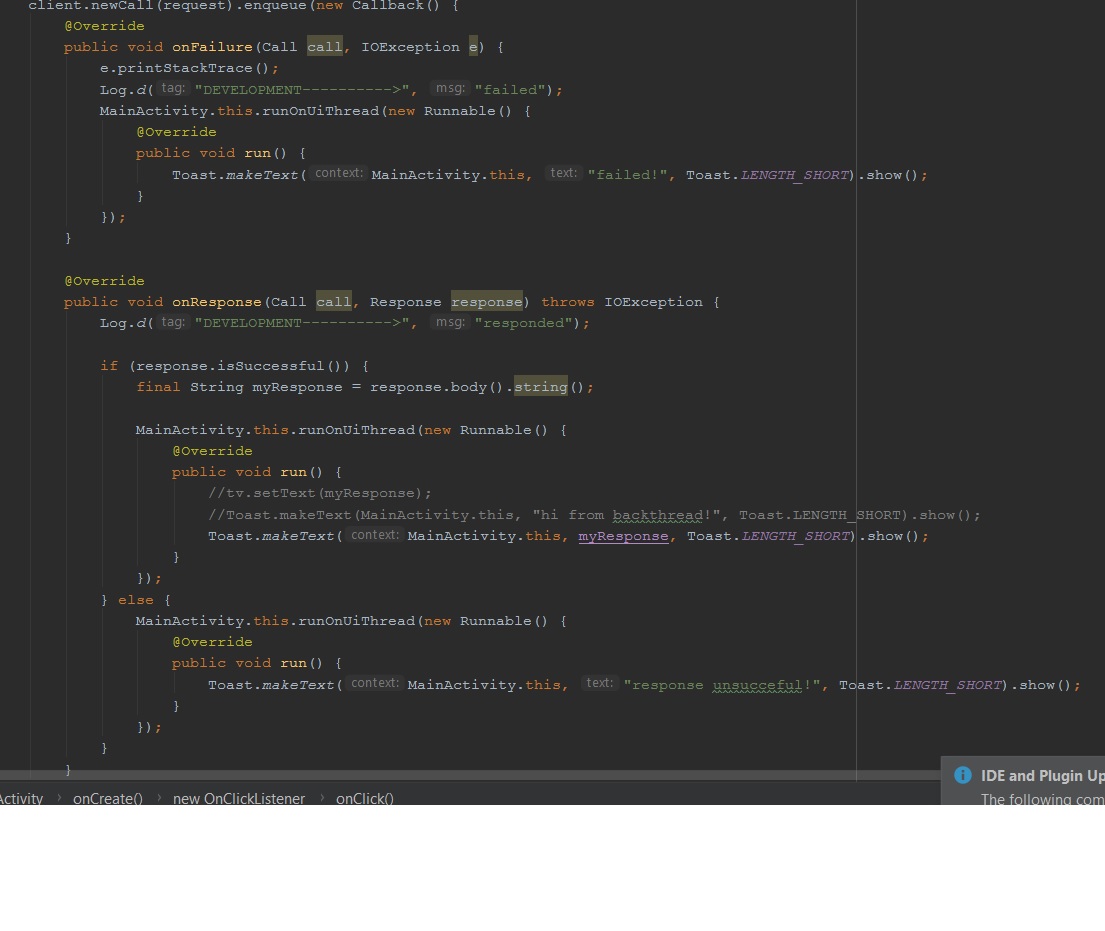 client.newCall(request).enqueue(new Callback() {
@Override
public void onFailure(Call call, IOException e) {
e.printStackTrace();
Log.d( tag: "DEVELOPMENT---------->", msg: "failed");
MainActivity.this.runOnUiThread(new Runnable() {
@Override
public void run() {
Toast.makeText( context: MainActivity.this, text: "failed!", Toast.LENGTH_SHORT).show();
}
});
}
@Override
public void onResponse(Call call, Response response) throws IOException {
Log.d( tag: "DEVELOPMENT---------->", msg: "responded");
if (response.isSuccessful()) {
final String myResponse = response.body().string();
MainActivity.this.runOnUiThread(new Runnable() {
@Override
public void run() {
//tv.setText(myResponse);
//Toast.makeText(MainActivity.this, "hi from backthread!", Toast.LENGTH_SHORT).show();
Toast.makeText( context: MainActivity.this, myResponse, Toast.LENGTH_SHORT).show();
}
});
} else {
MainActivity.this.runOnUiThread(new Runnable() {
@Override
public void run() {
Toast.makeText( context: MainActivity.this, text: "response unsucceful!", Toast.LENGTH_SHORT).show();
}
});
}
}
Activity › onCreate() › new OnClickListener › onClick()
IDE and Plugin Up
The following com